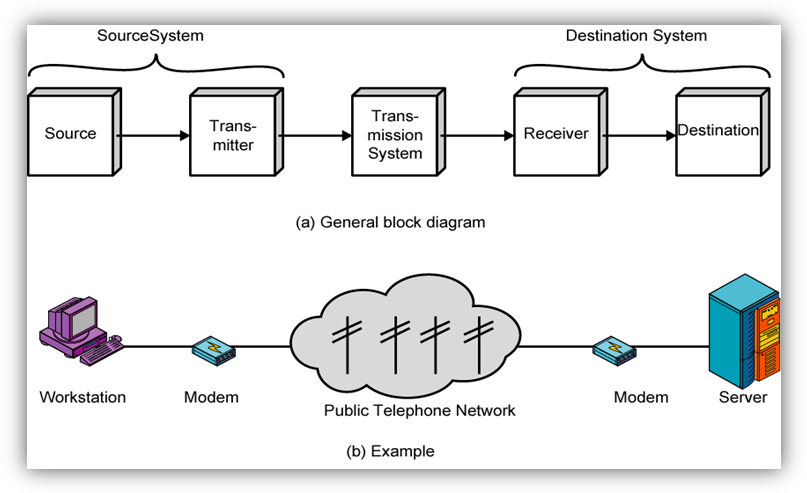 SourceSystem
Destination System
Source
Trans-
mitter
Trans-
mission
System
Receiver
Destination
(a) General block diagram
Workstation
Modem
Public Telephone Network
Modem
Server
(b) Example